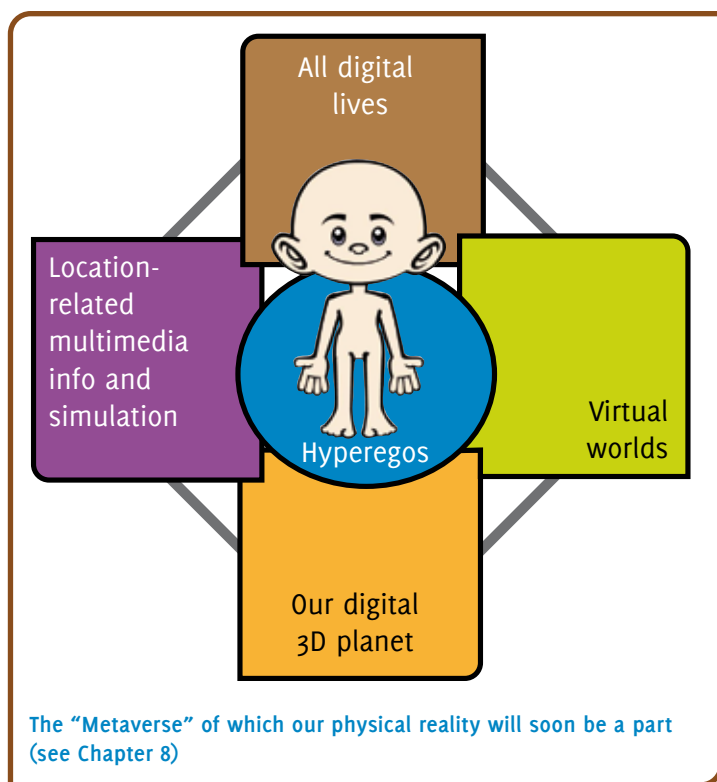 All digital
lives
Location-
related
multimedia
info and
simulation
Hyperegos
Virtual
worlds
Our digital
3D planet
The “Metaverse” of which our physical reality will soon be a part
(see Chapter 8)